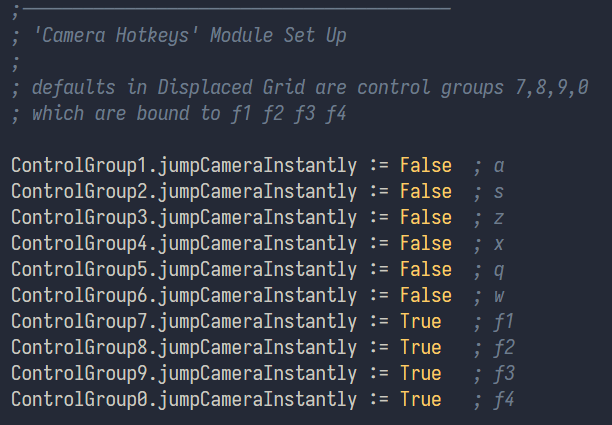 ;─────────────────────────────────────────
; 'Camera Hotkeys' Module Set Up
;
; defaults in Displaced Grid are control groups 7,8,9,0
; which are bound to f1 f2 f3 f4
ControlGroup1.jumpCameraInstantly := False  ; a
ControlGroup2.jumpCameraInstantly := False  ; s
ControlGroup3.jumpCameraInstantly := False  ; z
ControlGroup4.jumpCameraInstantly := False  ; x
ControlGroup5.jumpCameraInstantly := False  ; q
ControlGroup6.jumpCameraInstantly := False  ; w
ControlGroup7.jumpCameraInstantly := True   ; f1
ControlGroup8.jumpCameraInstantly := True   ; f2
ControlGroup9.jumpCameraInstantly := True   ; f3
ControlGroup0.jumpCameraInstantly := True   ; f4